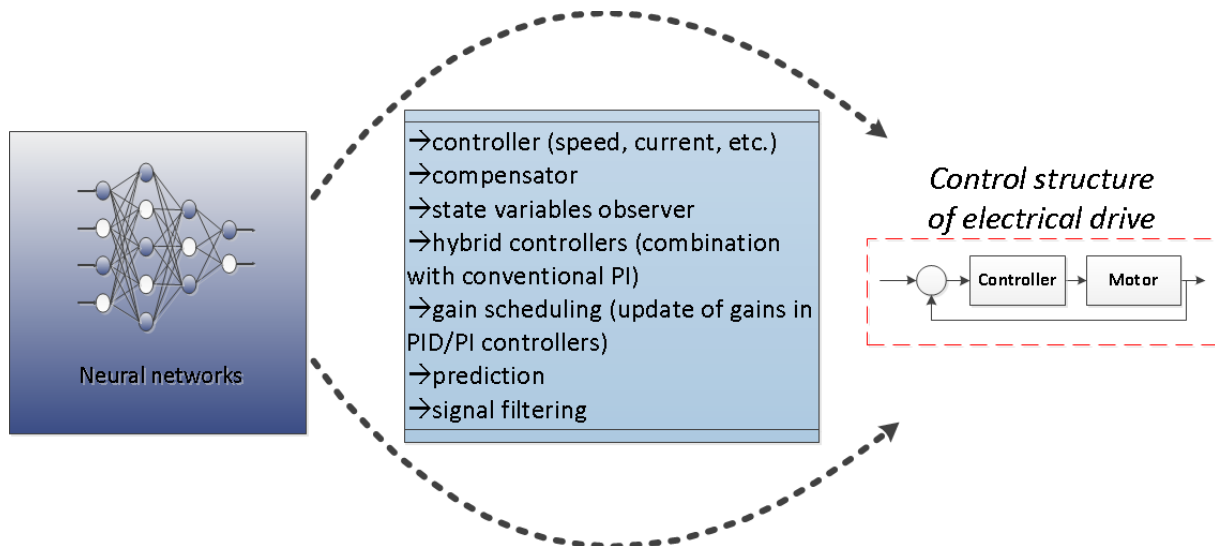 Neural networks
→controller (speed, current, etc.)
→compensator
→state variables observer
→hybrid controllers (combination
with conventional PI)
→gain scheduling (update of gains in
PID/PI controllers)
→prediction
→signal filtering
Control structure
of electrical drive
Controller
Motor